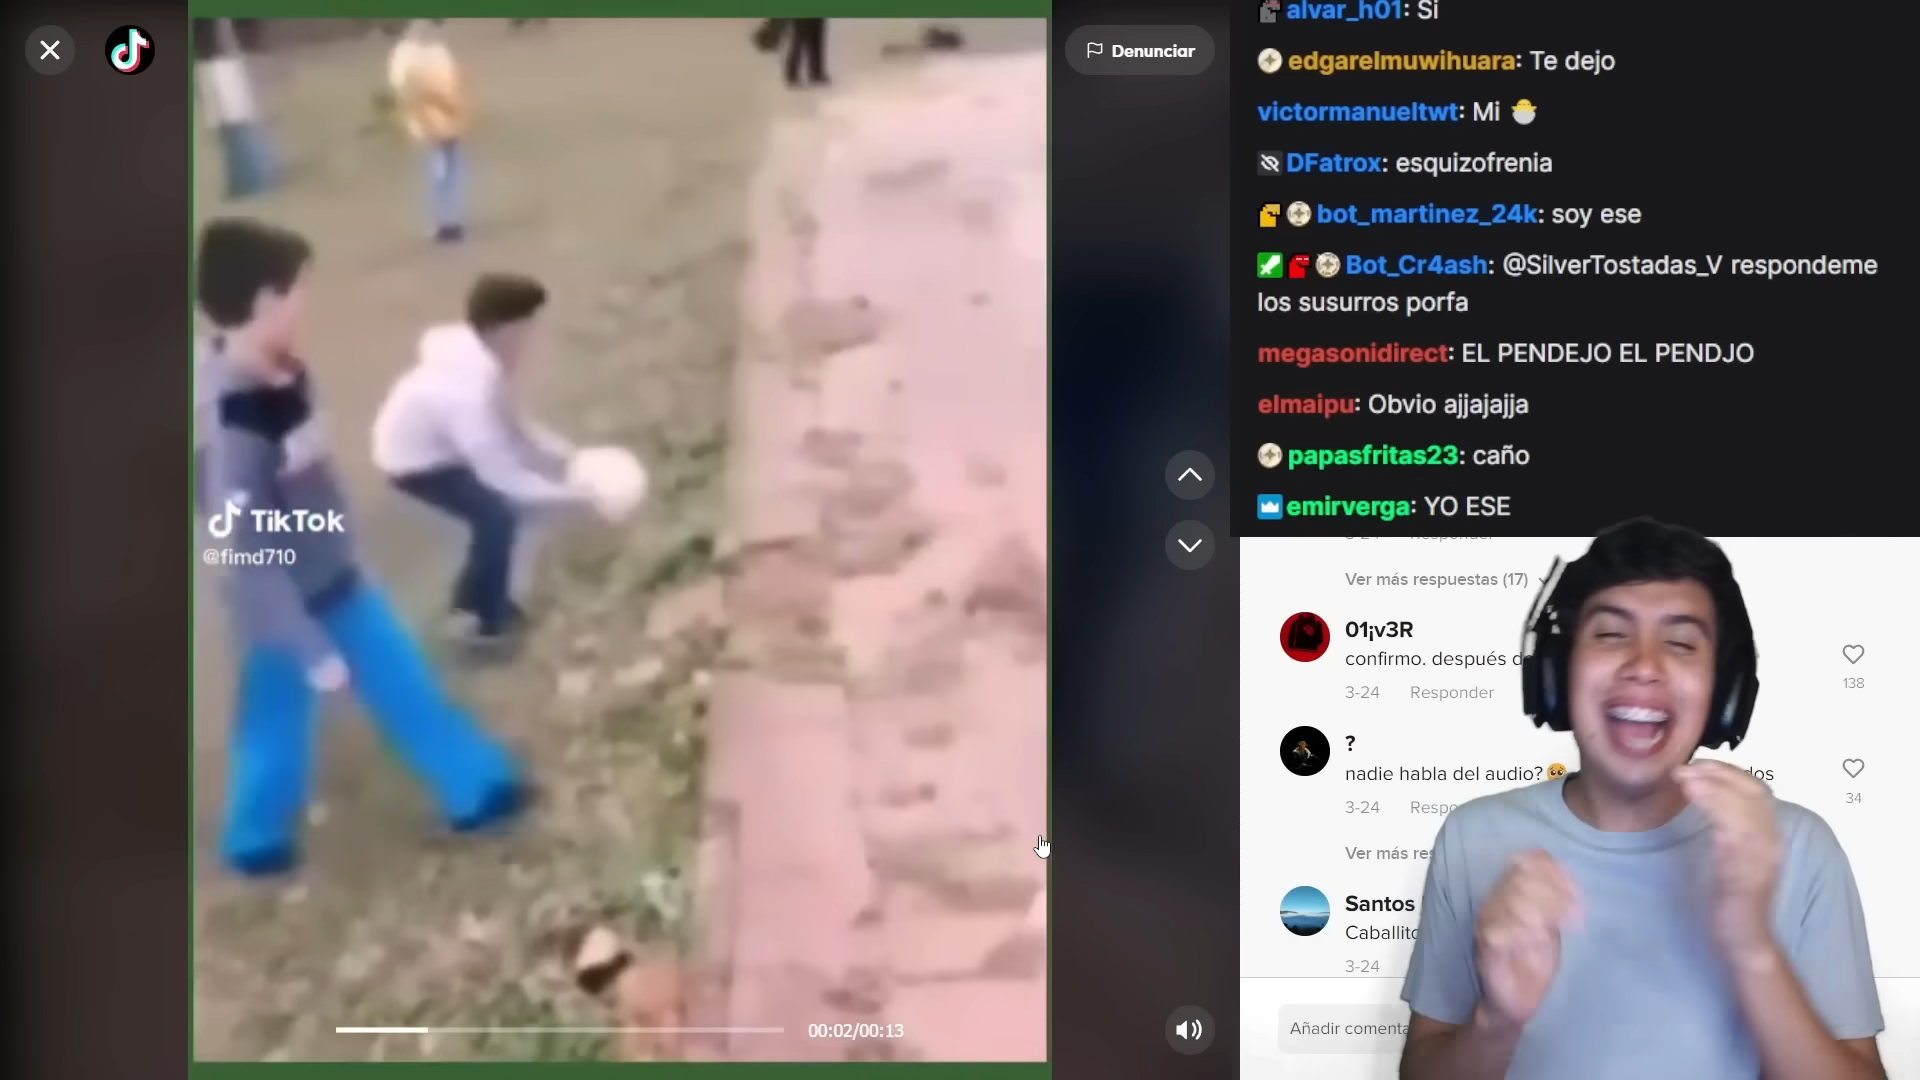 Denunciar
TikTok
@fimd710
00:02/00:13
alvar_h01: Si
edgarelmuwihuara: Te dejo
victormanueltwt: Mi
DFatrox: esquizofrenia
bot_martinez_24k: soy ese
Bot_Cr4ash: @SilverTostadas_V respondeme
los susurros porfa
megasonidirect: EL PENDEJO EL PENDJO
elmaipu: Obvio ajjajajja
papasfritas23: caño
emirverga: YO ESE
3-24 Responder
Ver más respuestas (17)
01¡v3R
confirmo. después
138
3-24 Responder
?
nadie habla del audio?
34
3-24
Ver más
Santos
3-24
Añadir